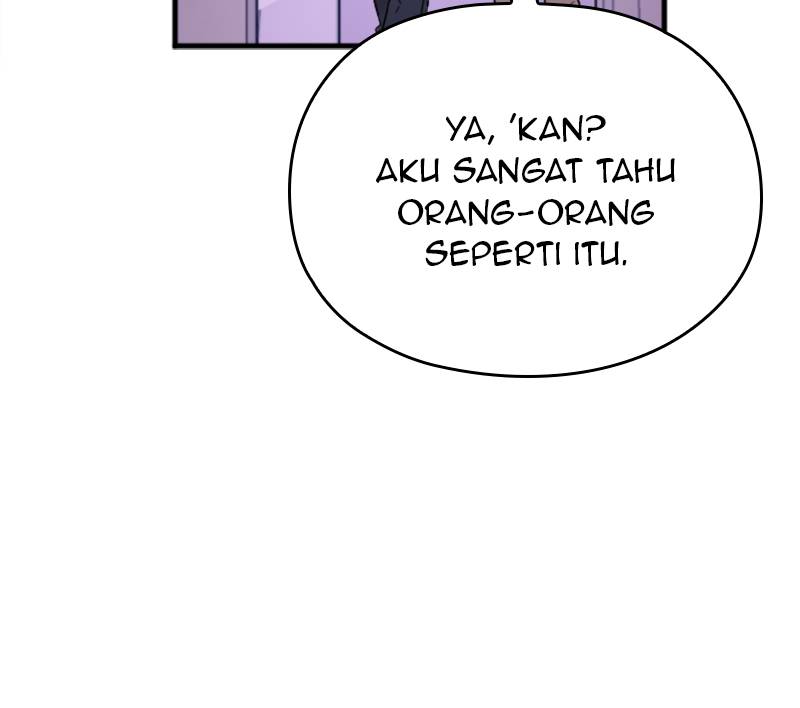 YA, 'KAN?
AKU SANGAT TAHU
ORANG-ORANG
SEPERTI ITU.